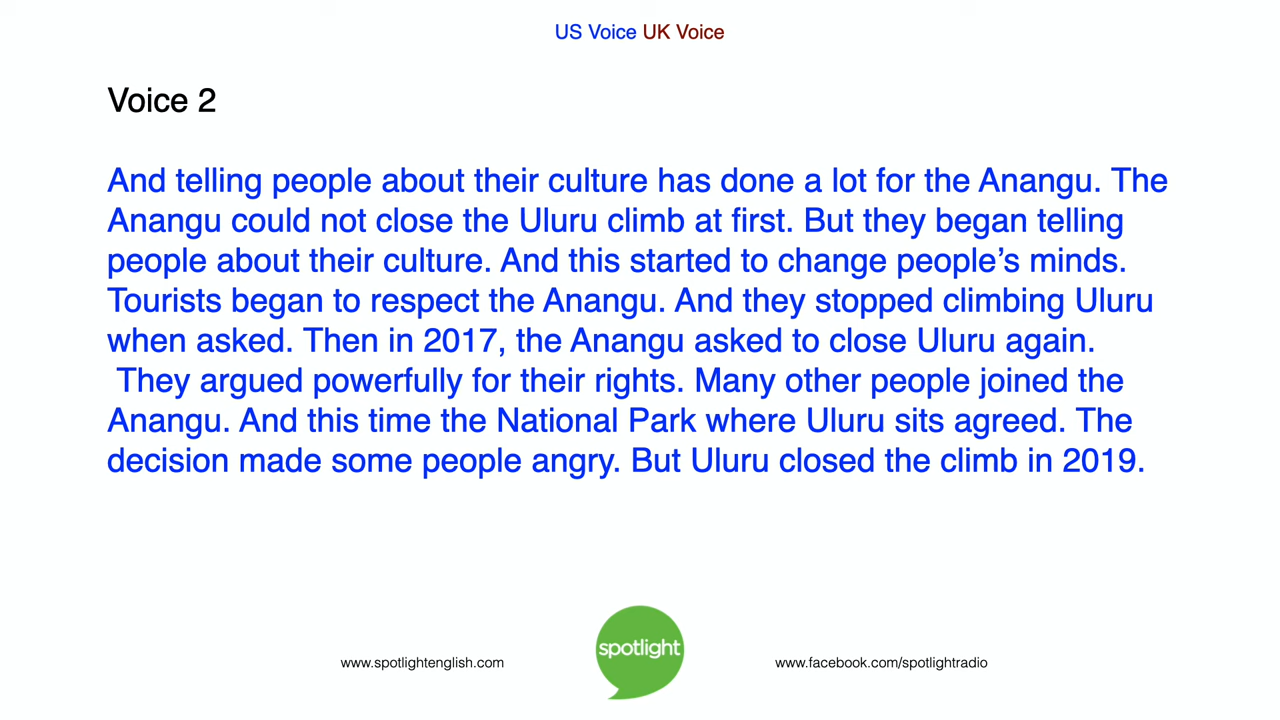 US Voice UK Voice
Voice 2
And telling people about their culture has done a lot for the Anangu. The
Anangu could not close the Uluru climb at first. But they began telling
people about their culture. And this started to change people’s minds.
Tourists began to respect the Anangu. And they stopped climbing Uluru
when asked. Then in 2017, the Anangu asked to close Uluru again.
They argued powerfully for their rights. Many other people joined the
Anangu. And this time the National Park where Uluru sits agreed. The
decision made some people angry. But Uluru closed the climb in 2019.
spotlight
www.spotlightenglish.com
www.facebook.com/spotlightradio